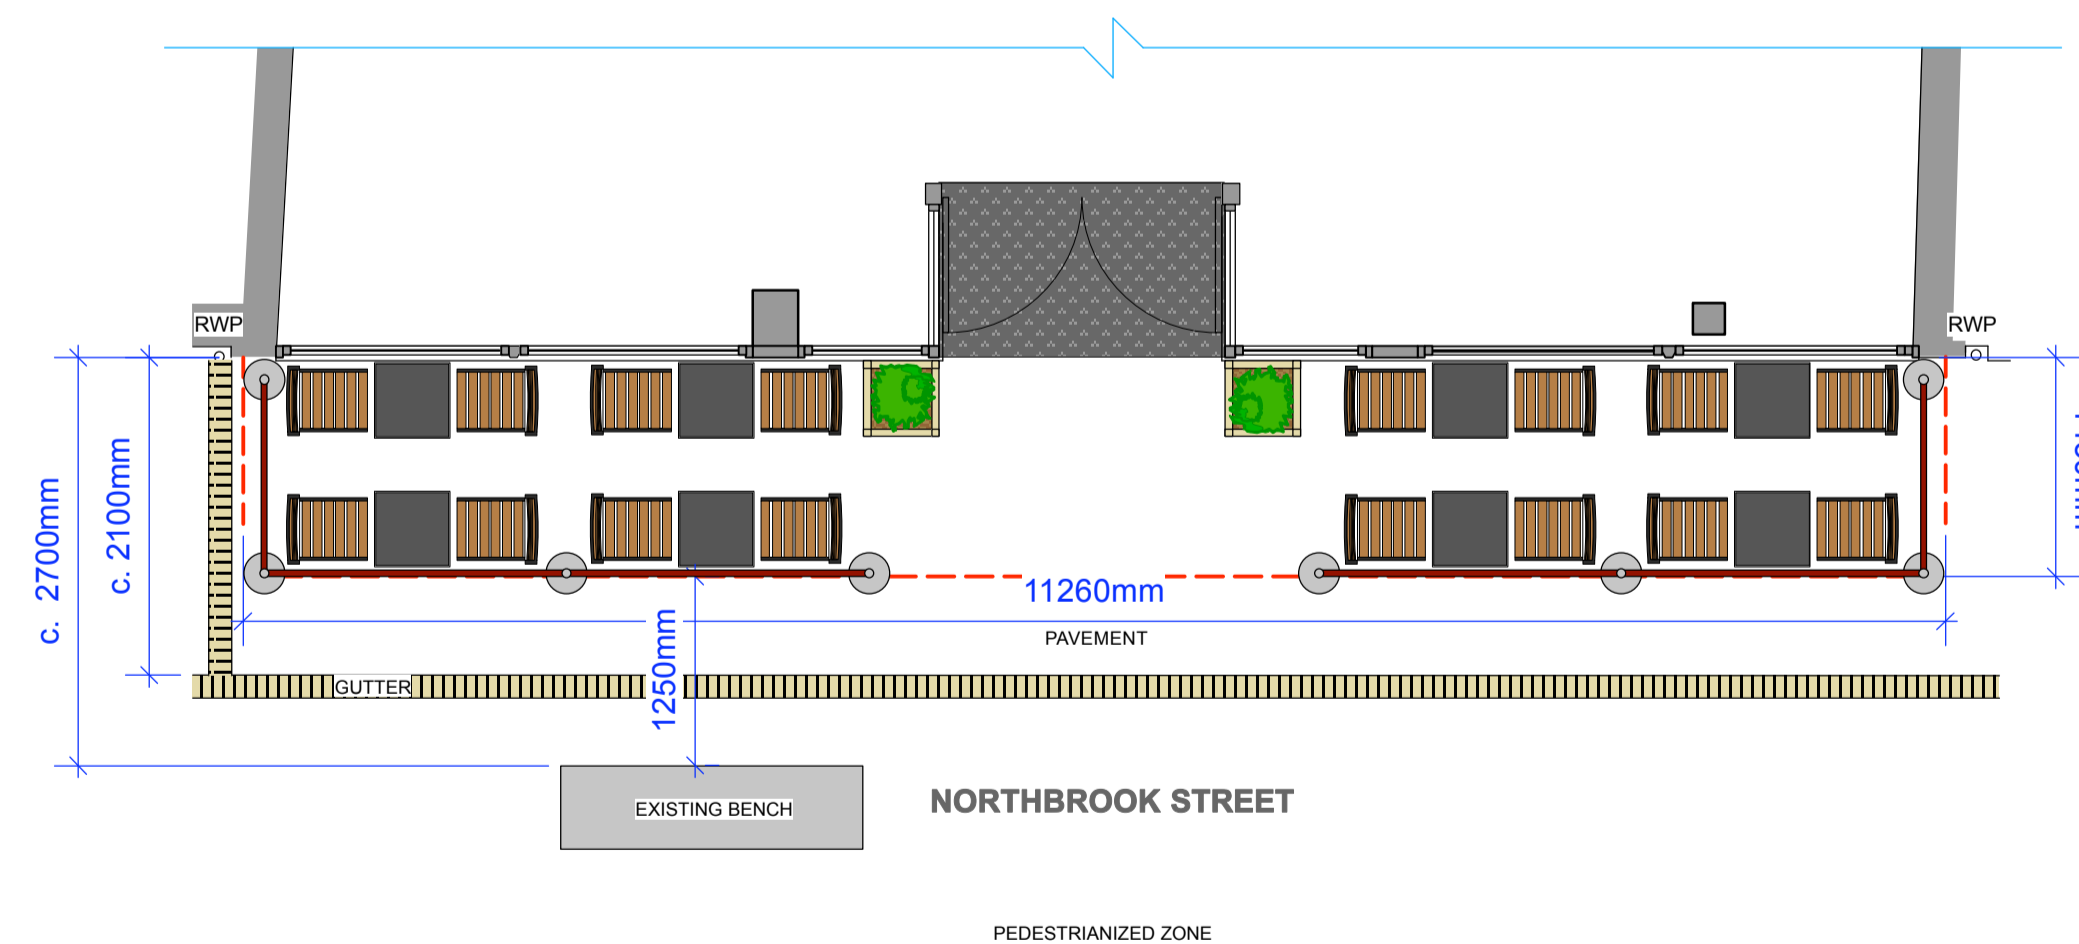 RWP
RWP
c. 2700mm
c. 2100mm
11260mm
PAVEMENT
1250mm
GUTTER
EXISTING BENCH
NORTHBROOK STREET
PEDESTRIANIZED ZONE